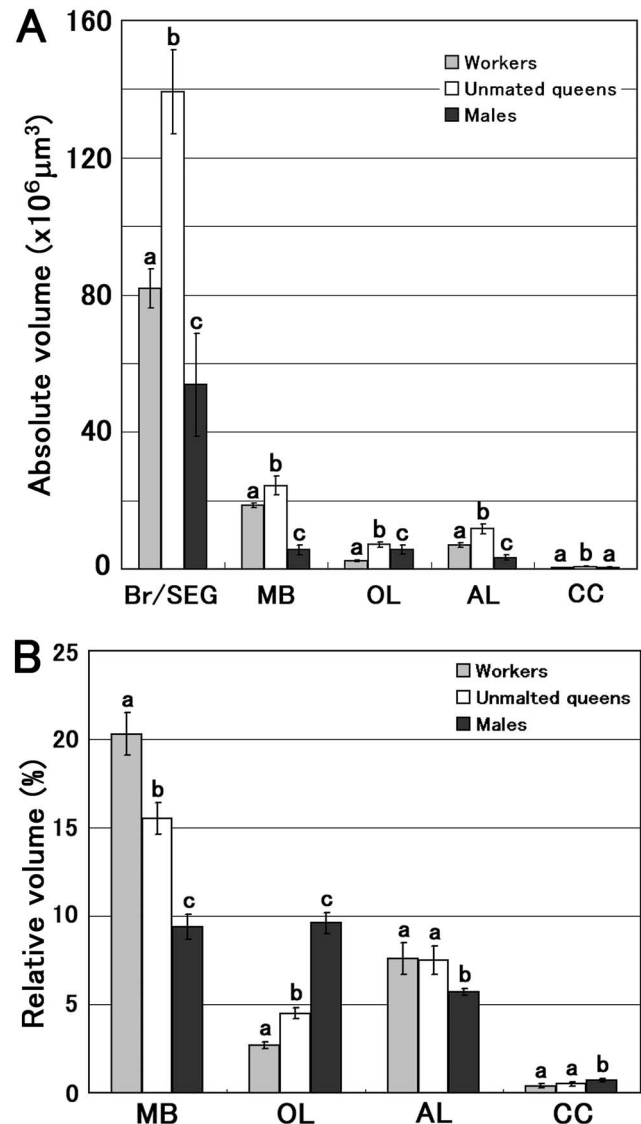 A
Absolute volume (x10⁶μm³)
160
120
80
40
0
Workers
Unmated queens
Males
a b c
a b c
a b c
a b c
a b a
Br/SEG MB OL AL CC
B
Relative volume (%)
25
20
15
10
5
0
Workers
Unmalted queens
Males
a b c
a b c
a a b
a a b
MB OL AL CC